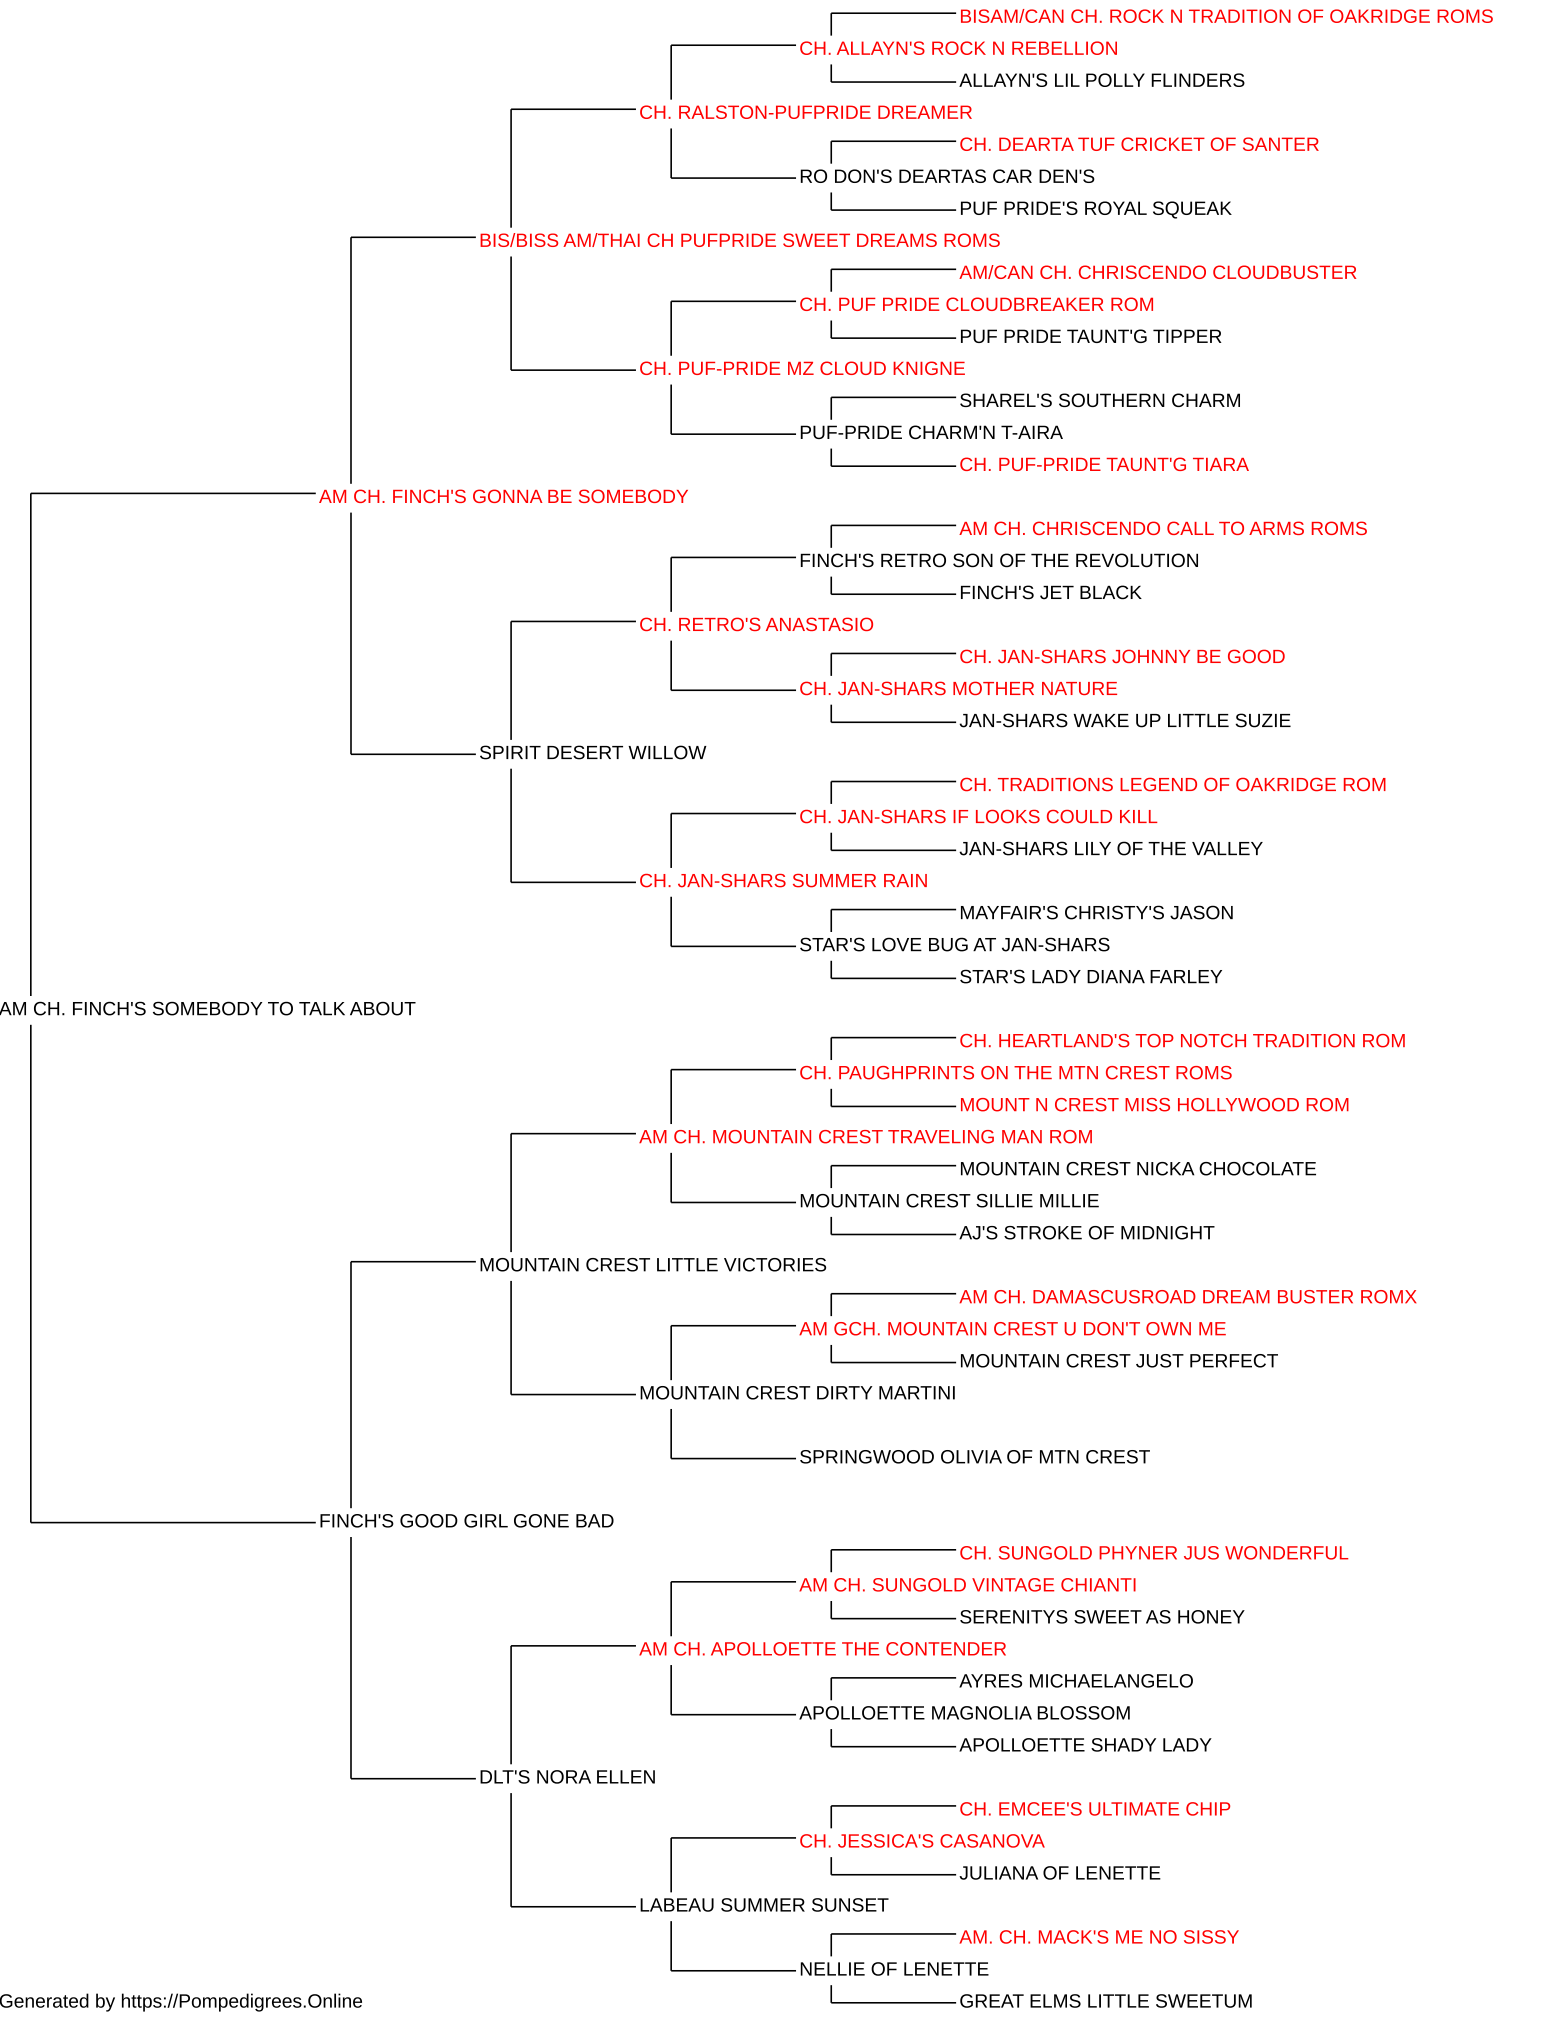 BISAM/CAN CH. ROCK N TRADITION OF OAKRIDGE ROMS
CH. ALLAYN'S ROCK N REBELLION
ALLAYN'S LIL POLLY FLINDERS
CH. RALSTON-PUFPRIDE DREAMER
CH. DEARTA TUF CRICKET OF SANTER
RO DON'S DEARTAS CAR DEN'S
PUF PRIDE'S ROYAL SQUEAK
BIS/BISS AM/THAI CH PUFPRIDE SWEET DREAMS ROMS
AM/CAN CH. CHRISCENDO CLOUDBUSTER
CH. PUF PRIDE CLOUDBREAKER ROM
PUF PRIDE TAUNT'G TIPPER
CH. PUF-PRIDE MZ CLOUD KNIGNE
SHAREL'S SOUTHERN CHARM
PUF-PRIDE CHARM'N T-AIRA
CH. PUF-PRIDE TAUNT'G TIARA
AM CH. FINCH'S GONNA BE SOMEBODY
AM CH. CHRISCENDO CALL TO ARMS ROMS
FINCH'S RETRO SON OF THE REVOLUTION
FINCH'S JET BLACK
CH. RETRO'S ANASTASIO
CH. JAN-SHARS JOHNNY BE GOOD
CH. JAN-SHARS MOTHER NATURE
JAN-SHARS WAKE UP LITTLE SUZIE
SPIRIT DESERT WILLOW
CH. TRADITIONS LEGEND OF OAKRIDGE ROM
CH. JAN-SHARS IF LOOKS COULD KILL
JAN-SHARS LILY OF THE VALLEY
CH. JAN-SHARS SUMMER RAIN
MAYFAIR'S CHRISTY'S JASON
STAR'S LOVE BUG AT JAN-SHARS
STAR'S LADY DIANA FARLEY
AM CH. FINCH'S SOMEBODY TO TALK ABOUT
CH. HEARTLAND'S TOP NOTCH TRADITION ROM
CH. PAUGHPRINTS ON THE MTN CREST ROMS
MOUNT N CREST MISS HOLLYWOOD ROM
AM CH. MOUNTAIN CREST TRAVELING MAN ROM
MOUNTAIN CREST NICKA CHOCOLATE
MOUNTAIN CREST SILLIE MILLIE
AJ'S STROKE OF MIDNIGHT
MOUNTAIN CREST LITTLE VICTORIES
AM CH. DAMASCUSROAD DREAM BUSTER ROMX
AM GCH. MOUNTAIN CREST U DON'T OWN ME
MOUNTAIN CREST JUST PERFECT
MOUNTAIN CREST DIRTY MARTINI
SPRINGWOOD OLIVIA OF MTN CREST
FINCH'S GOOD GIRL GONE BAD
CH. SUNGOLD PHYNER JUS WONDERFUL
AM CH. SUNGOLD VINTAGE CHIANTI
SERENITYS SWEET AS HONEY
AM CH. APOLLOETTE THE CONTENDER
AYRES MICHAELANGELO
APOLLOETTE MAGNOLIA BLOSSOM
APOLLOETTE SHADY LADY
DLT'S NORA ELLEN
CH. EMCEE'S ULTIMATE CHIP
CH. JESSICA'S CASANOVA
JULIANA OF LENETTE
LABEAU SUMMER SUNSET
AM. CH. MACK'S ME NO SISSY
NELLIE OF LENETTE
GREAT ELMS LITTLE SWEETUM
Generated by https://Pompedigrees.Online